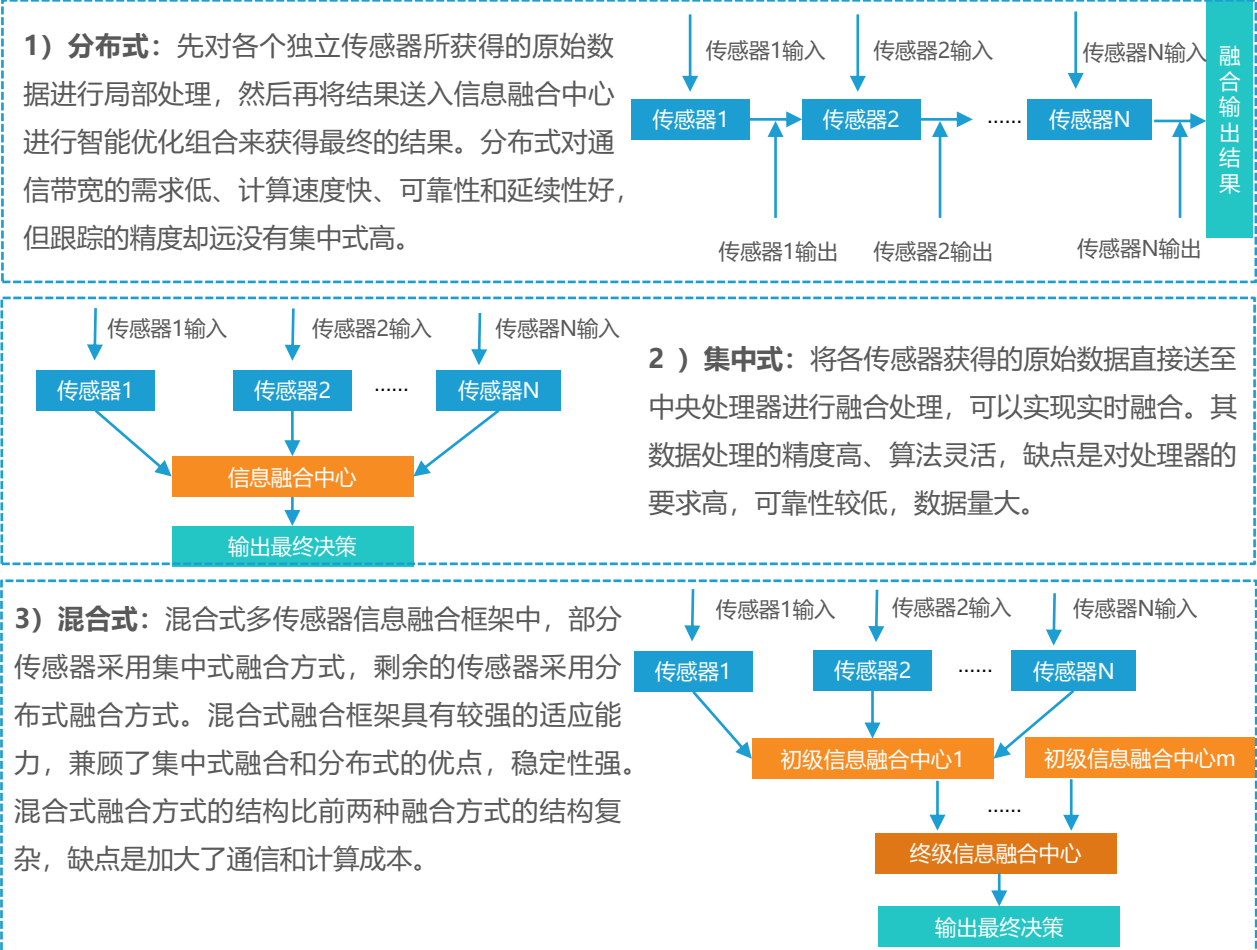 1）分布式：先对各个独立传感器所获得的原始数
据进行局部处理，然后再将结果送入信息融合中心
进行智能优化组合来获得最终的结果。分布式对通
信带宽的需求低、计算速度快、可靠性和延续性好，
但跟踪的精度却远没有集中式高。
传感器1输入
传感器2输入
传感器N输入
传感器1
传感器2
......
传感器N
融合输出结果
传感器1输出
传感器2输出
传感器N输出
传感器1输入
传感器2输入
传感器N输入
传感器1
传感器2
......
传感器N
信息融合中心
输出最终决策
2 ）集中式：将各传感器获得的原始数据直接送至
中央处理器进行融合处理，可以实现实时融合。其
数据处理的精度高、算法灵活，缺点是对处理器的
要求高，可靠性较低，数据量大。
3）混合式：混合式多传感器信息融合框架中，部分
传感器采用集中式融合方式，剩余的传感器采用分
布式融合方式。混合式融合框架具有较强的适应能
力，兼顾了集中式融合和分布式的优点，稳定性强。
混合式融合方式的结构比前两种融合方式的结构复
杂，缺点是加大了通信和计算成本。
传感器1输入
传感器2输入
传感器N输入
传感器1
传感器2
......
传感器N
初级信息融合中心1
初级信息融合中心m
......
终级信息融合中心
输出最终决策